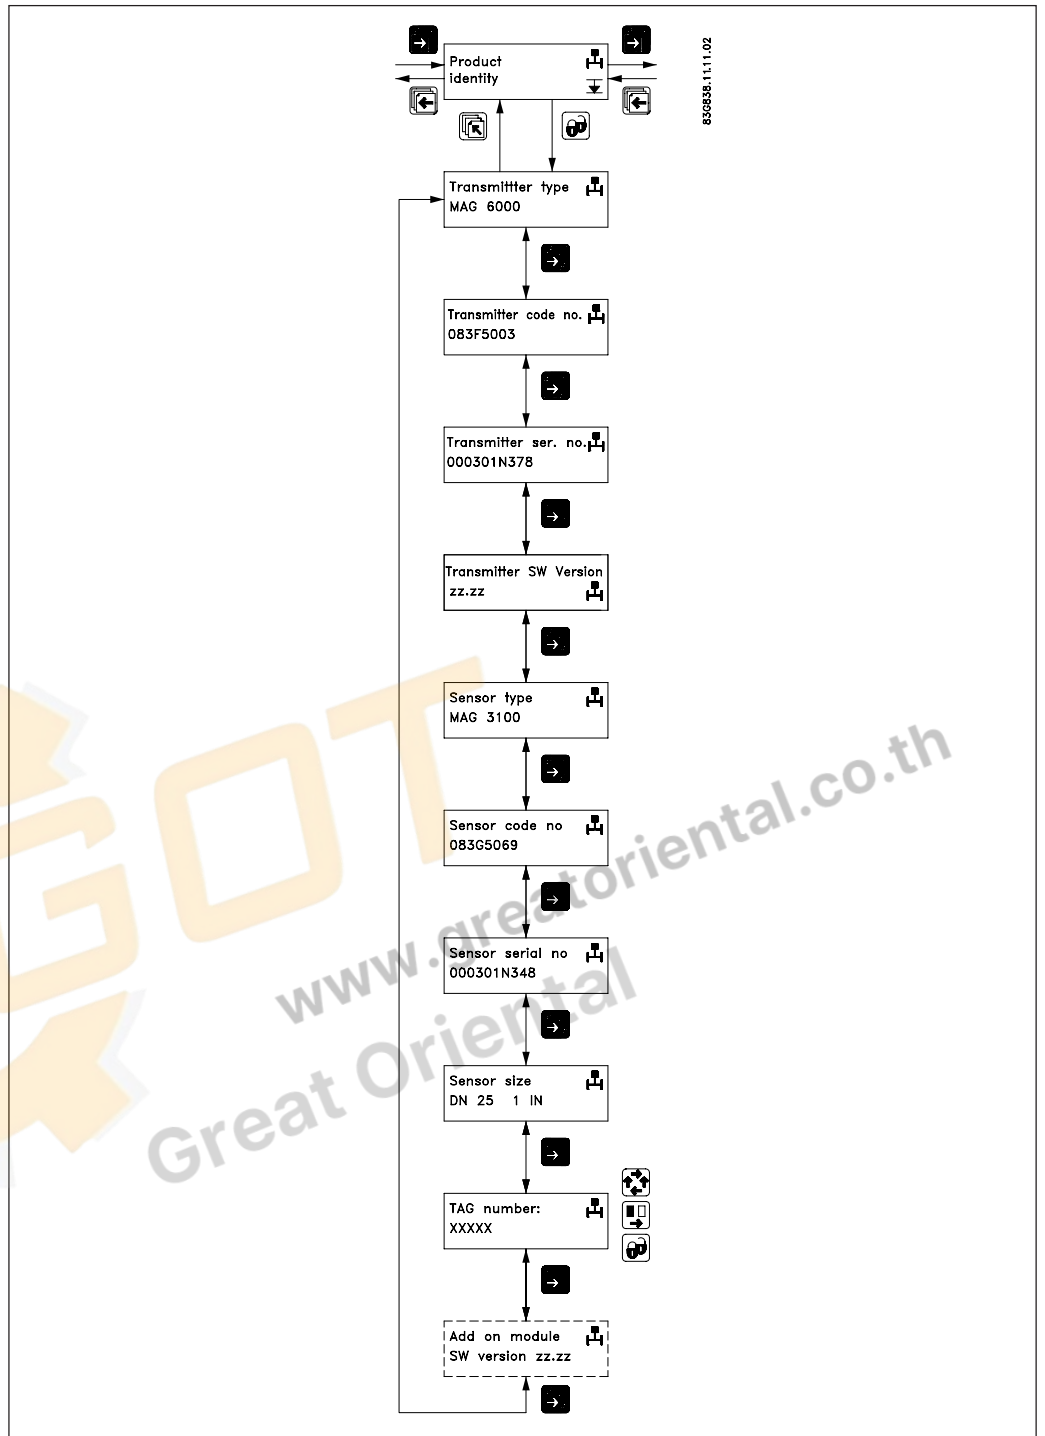 Product
identity
83G838.11.11.02
Transmittter type
MAG 6000
Transmitter code no.
083F5003
Transmitter ser. no.
000301N378
Transmitter SW Version
zz.zz
Sensor type
MAG 3100
Sensor code no
083G5069
Sensor serial no
000301N348
Sensor size
DN 25 1 IN
TAG number:
XXXXX
Add on module
SW version zz.zz
GOT
www.greatoriental.co.th
Great Oriental